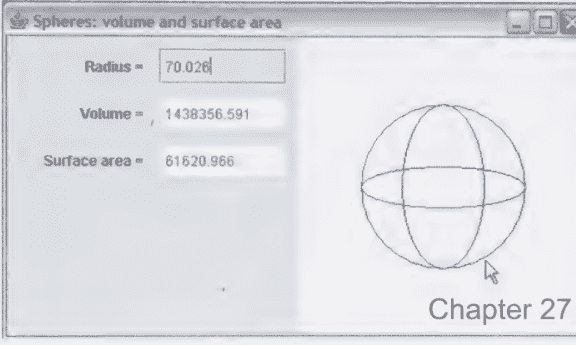 Spheres: volume and surface area
Radius = 70.026
Volume = 1438356.591
Surface area = 61620.966
Chapter 27